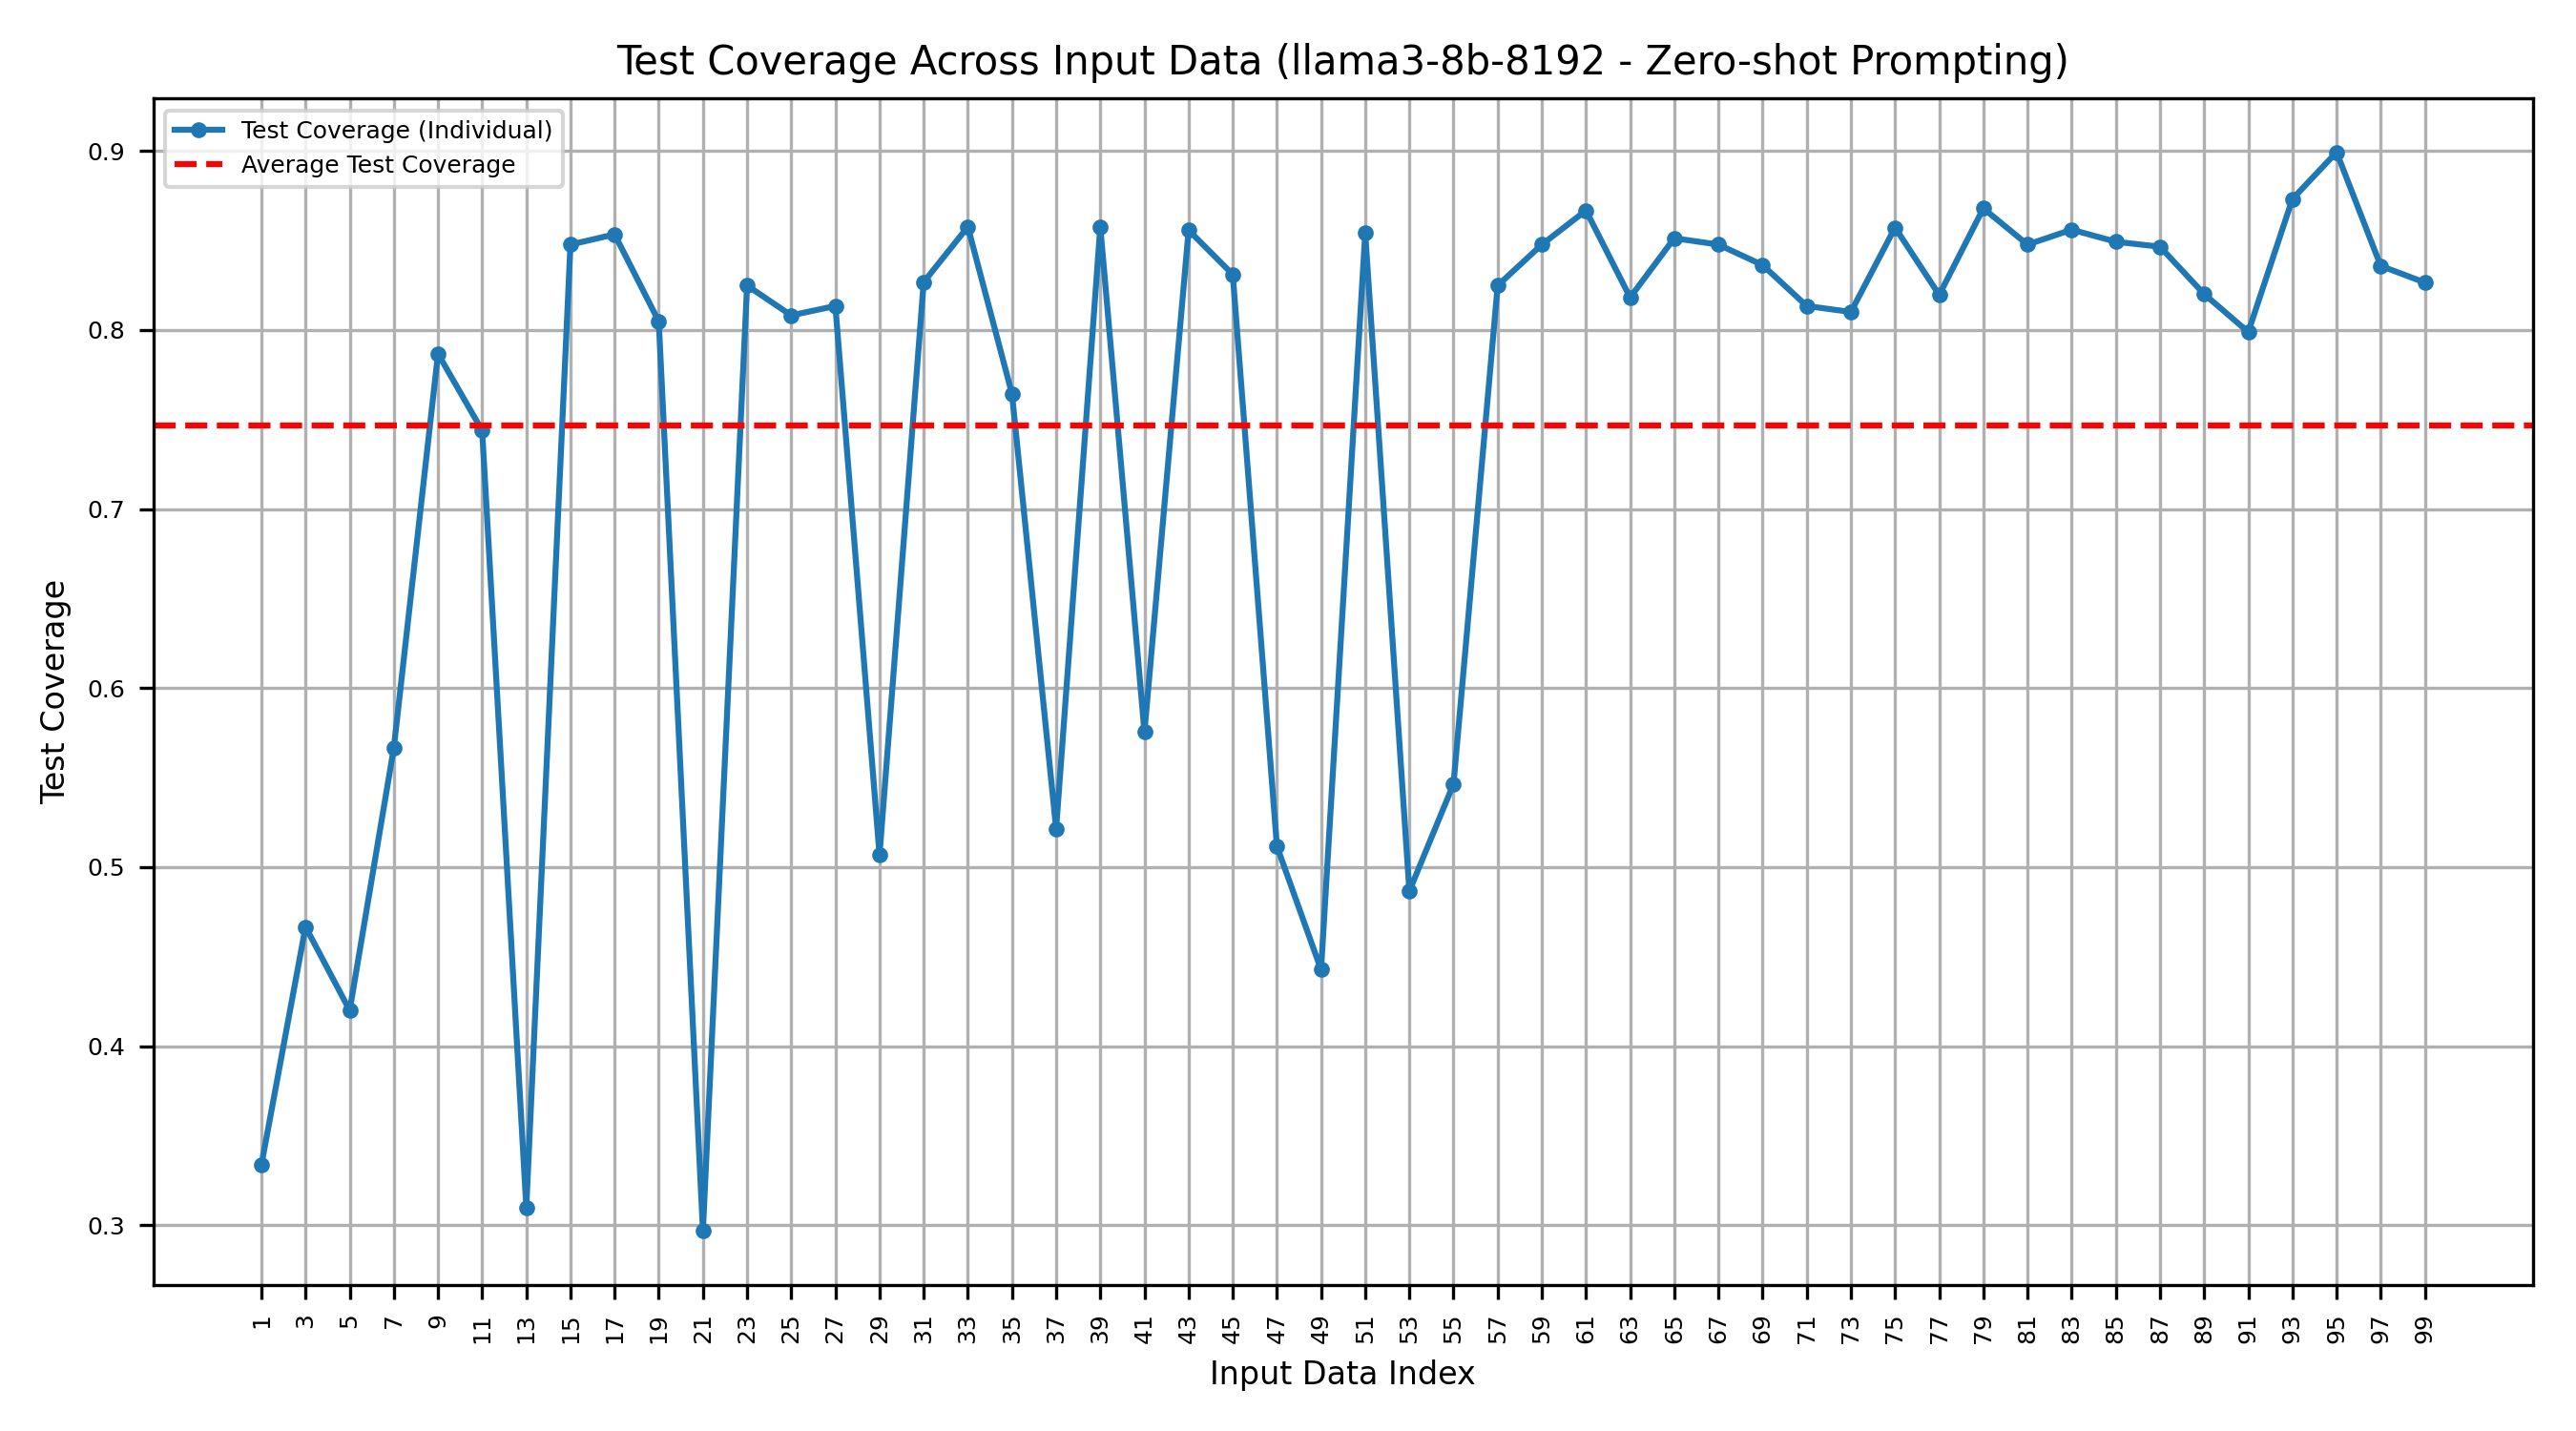 Test Coverage Across Input Data (llama3-8b-8192 - Zero-shot Prompting)
Test Coverage (Individual)
Average Test Coverage
Test Coverage
0.9
0.8
0.7
0.6
0.5
0.4
0.3
1 3 5 7 9 11 13 15 17 19 21 23 25 27 29 31 33 35 37 39 41 43 45 47 49 51 53 55 57 59 61 63 65 67 69 71 73 75 77 79 81 83 85 87 89 91 93 95 97 99
Input Data Index